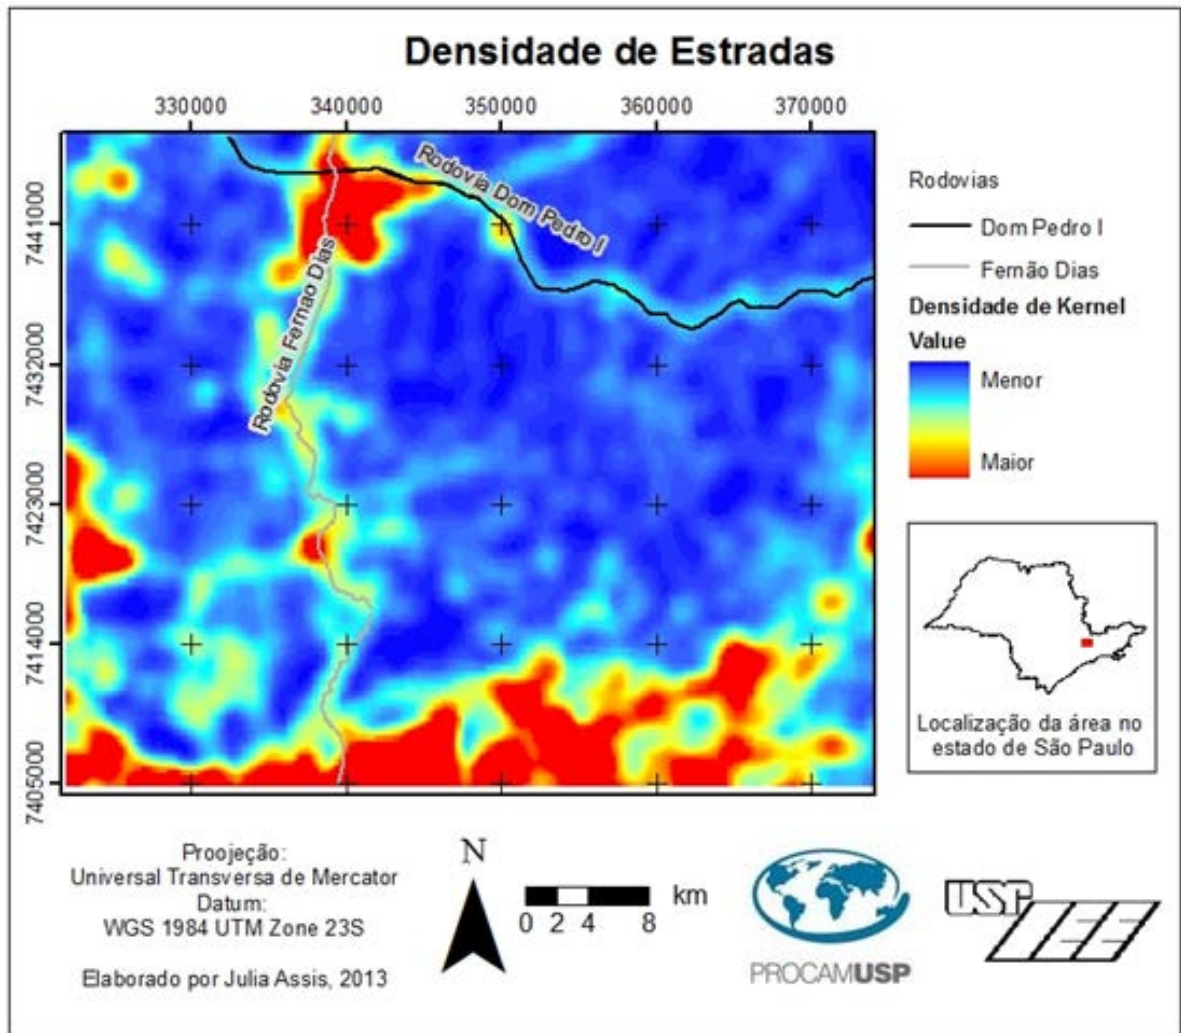 Densidade de Estradas
330000 340000 350000 360000 370000
7441000
7432000
7423000
7414000
7405000
Rodovia Dom Pedro I
Rodovia Fernao Dias
Rodovias
Dom Pedro I
Fernão Dias
Densidade de Kernel
Value
Menor
Maior
Localização da área no
estado de São Paulo
Proojeção:
Universal Transversa de Mercator
Datum:
WGS 1984 UTM Zone 23S
Elaborado por Julia Assis, 2013
N
km
0 2 4 8
PROCAMUSP
USP
IEE